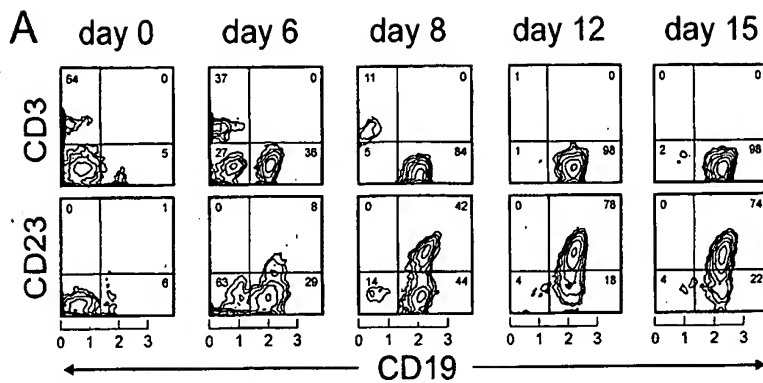 A day 0 day 6 day 8 day 12 day 15
CD3
64 0 37 0 11 0 1 0 0 0
5 27 36 5 84 1 98 2 98
CD23
0 1 0 8 0 42 0 78 0 74
6 63 29 14 44 4 18 4 22
0 1 2 3 0 1 2 3 0 1 2 3 0 1 2 3 0 1 2 3
CD19